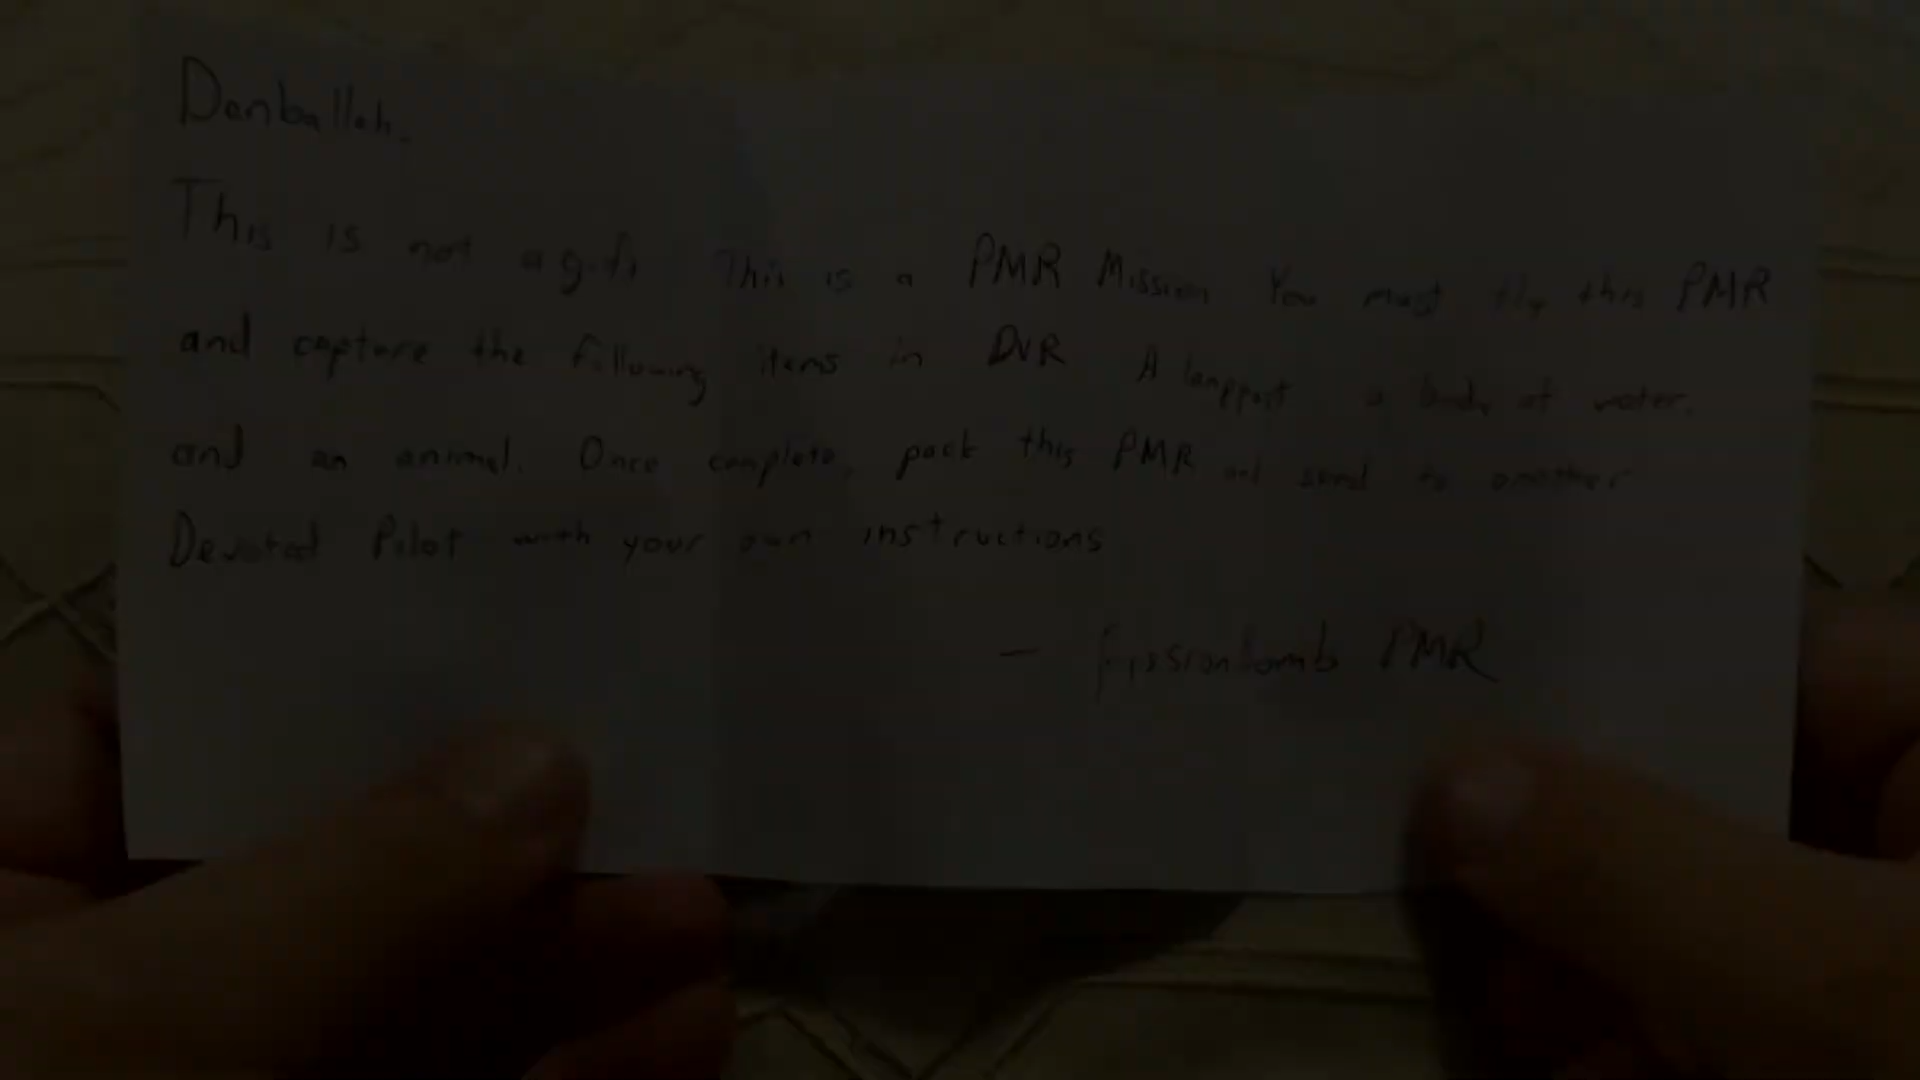 Danballah.
This is not a gift This is a PMR Mission You must fly this PMR
and capture the following items in DVR A lamppost a body of water,
and an animal. Once complete, pack this PMR and send to another
Devoted Pilot with your own instructions
- Fissionbomb PMR